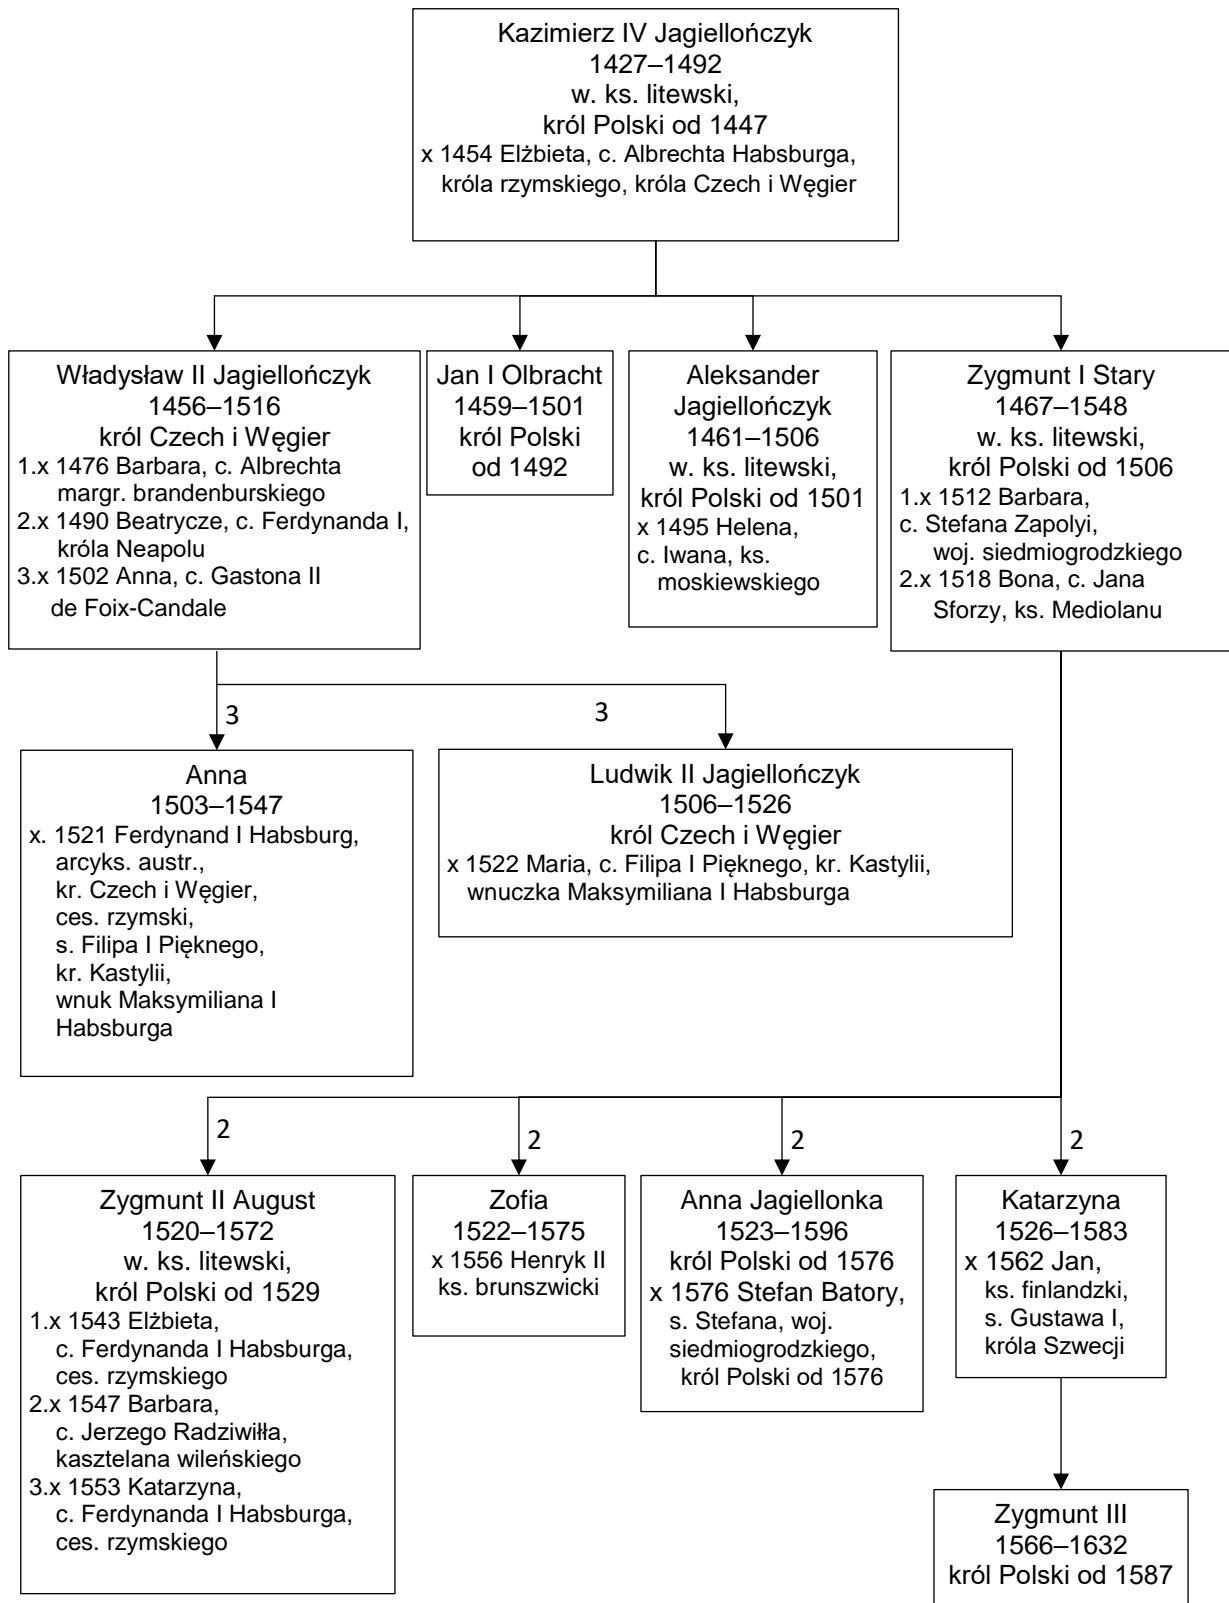 Kazimierz IV Jagiellończyk
1427–1492
w. ks. litewski,
król Polski od 1447
x 1454 Elżbieta, c. Albrechta Habsburga,
króla rzymskiego, króla Czech i Węgier
Władysław II Jagiellończyk
1456–1516
król Czech i Węgier
1.x 1476 Barbara, c. Albrechta
margr. brandenburskiego
2.x 1490 Beatrycze, c. Ferdynanda I,
króla Neapolu
3.x 1502 Anna, c. Gastona II
de Foix-Candale
Jan I Olbracht
1459–1501
król Polski
od 1492
Aleksander
Jagiellończyk
1461–1506
w. ks. litewski,
król Polski od 1501
x 1495 Helena,
c. Iwana, ks.
moskiewskiego
Zygmunt I Stary
1467–1548
w. ks. litewski,
król Polski od 1506
1.x 1512 Barbara,
c. Stefana Zapolyi,
woj. siedmiogrodzkiego
2.x 1518 Bona, c. Jana
Sforzy, ks. Mediolanu
3
3
Anna
1503–1547
x. 1521 Ferdynand I Habsburg,
arcyks. austr.,
kr. Czech i Węgier,
ces. rzymski,
s. Filipa I Pięknego,
kr. Kastylii,
wnuk Maksymiliana I
Habsburga
Ludwik II Jagiellończyk
1506–1526
król Czech i Węgier
x 1522 Maria, c. Filipa I Pięknego, kr. Kastylii,
wnuczka Maksymiliana I Habsburga
2
2
2
2
Zygmunt II August
1520–1572
w. ks. litewski,
król Polski od 1529
1.x 1543 Elżbieta,
c. Ferdynanda I Habsburga,
ces. rzymskiego
2.x 1547 Barbara,
c. Jerzego Radziwiłła,
kasztelana wileńskiego
3.x 1553 Katarzyna,
c. Ferdynanda I Habsburga,
ces. rzymskiego
Zofia
1522–1575
x 1556 Henryk II
ks. brunszwicki
Anna Jagiellonka
1523–1596
król Polski od 1576
x 1576 Stefan Batory,
s. Stefana, woj.
siedmiogrodzkiego,
król Polski od 1576
Katarzyna
1526–1583
x 1562 Jan,
ks. finlandzki,
s. Gustawa I,
króla Szwecji
Zygmunt III
1566–1632
król Polski od 1587